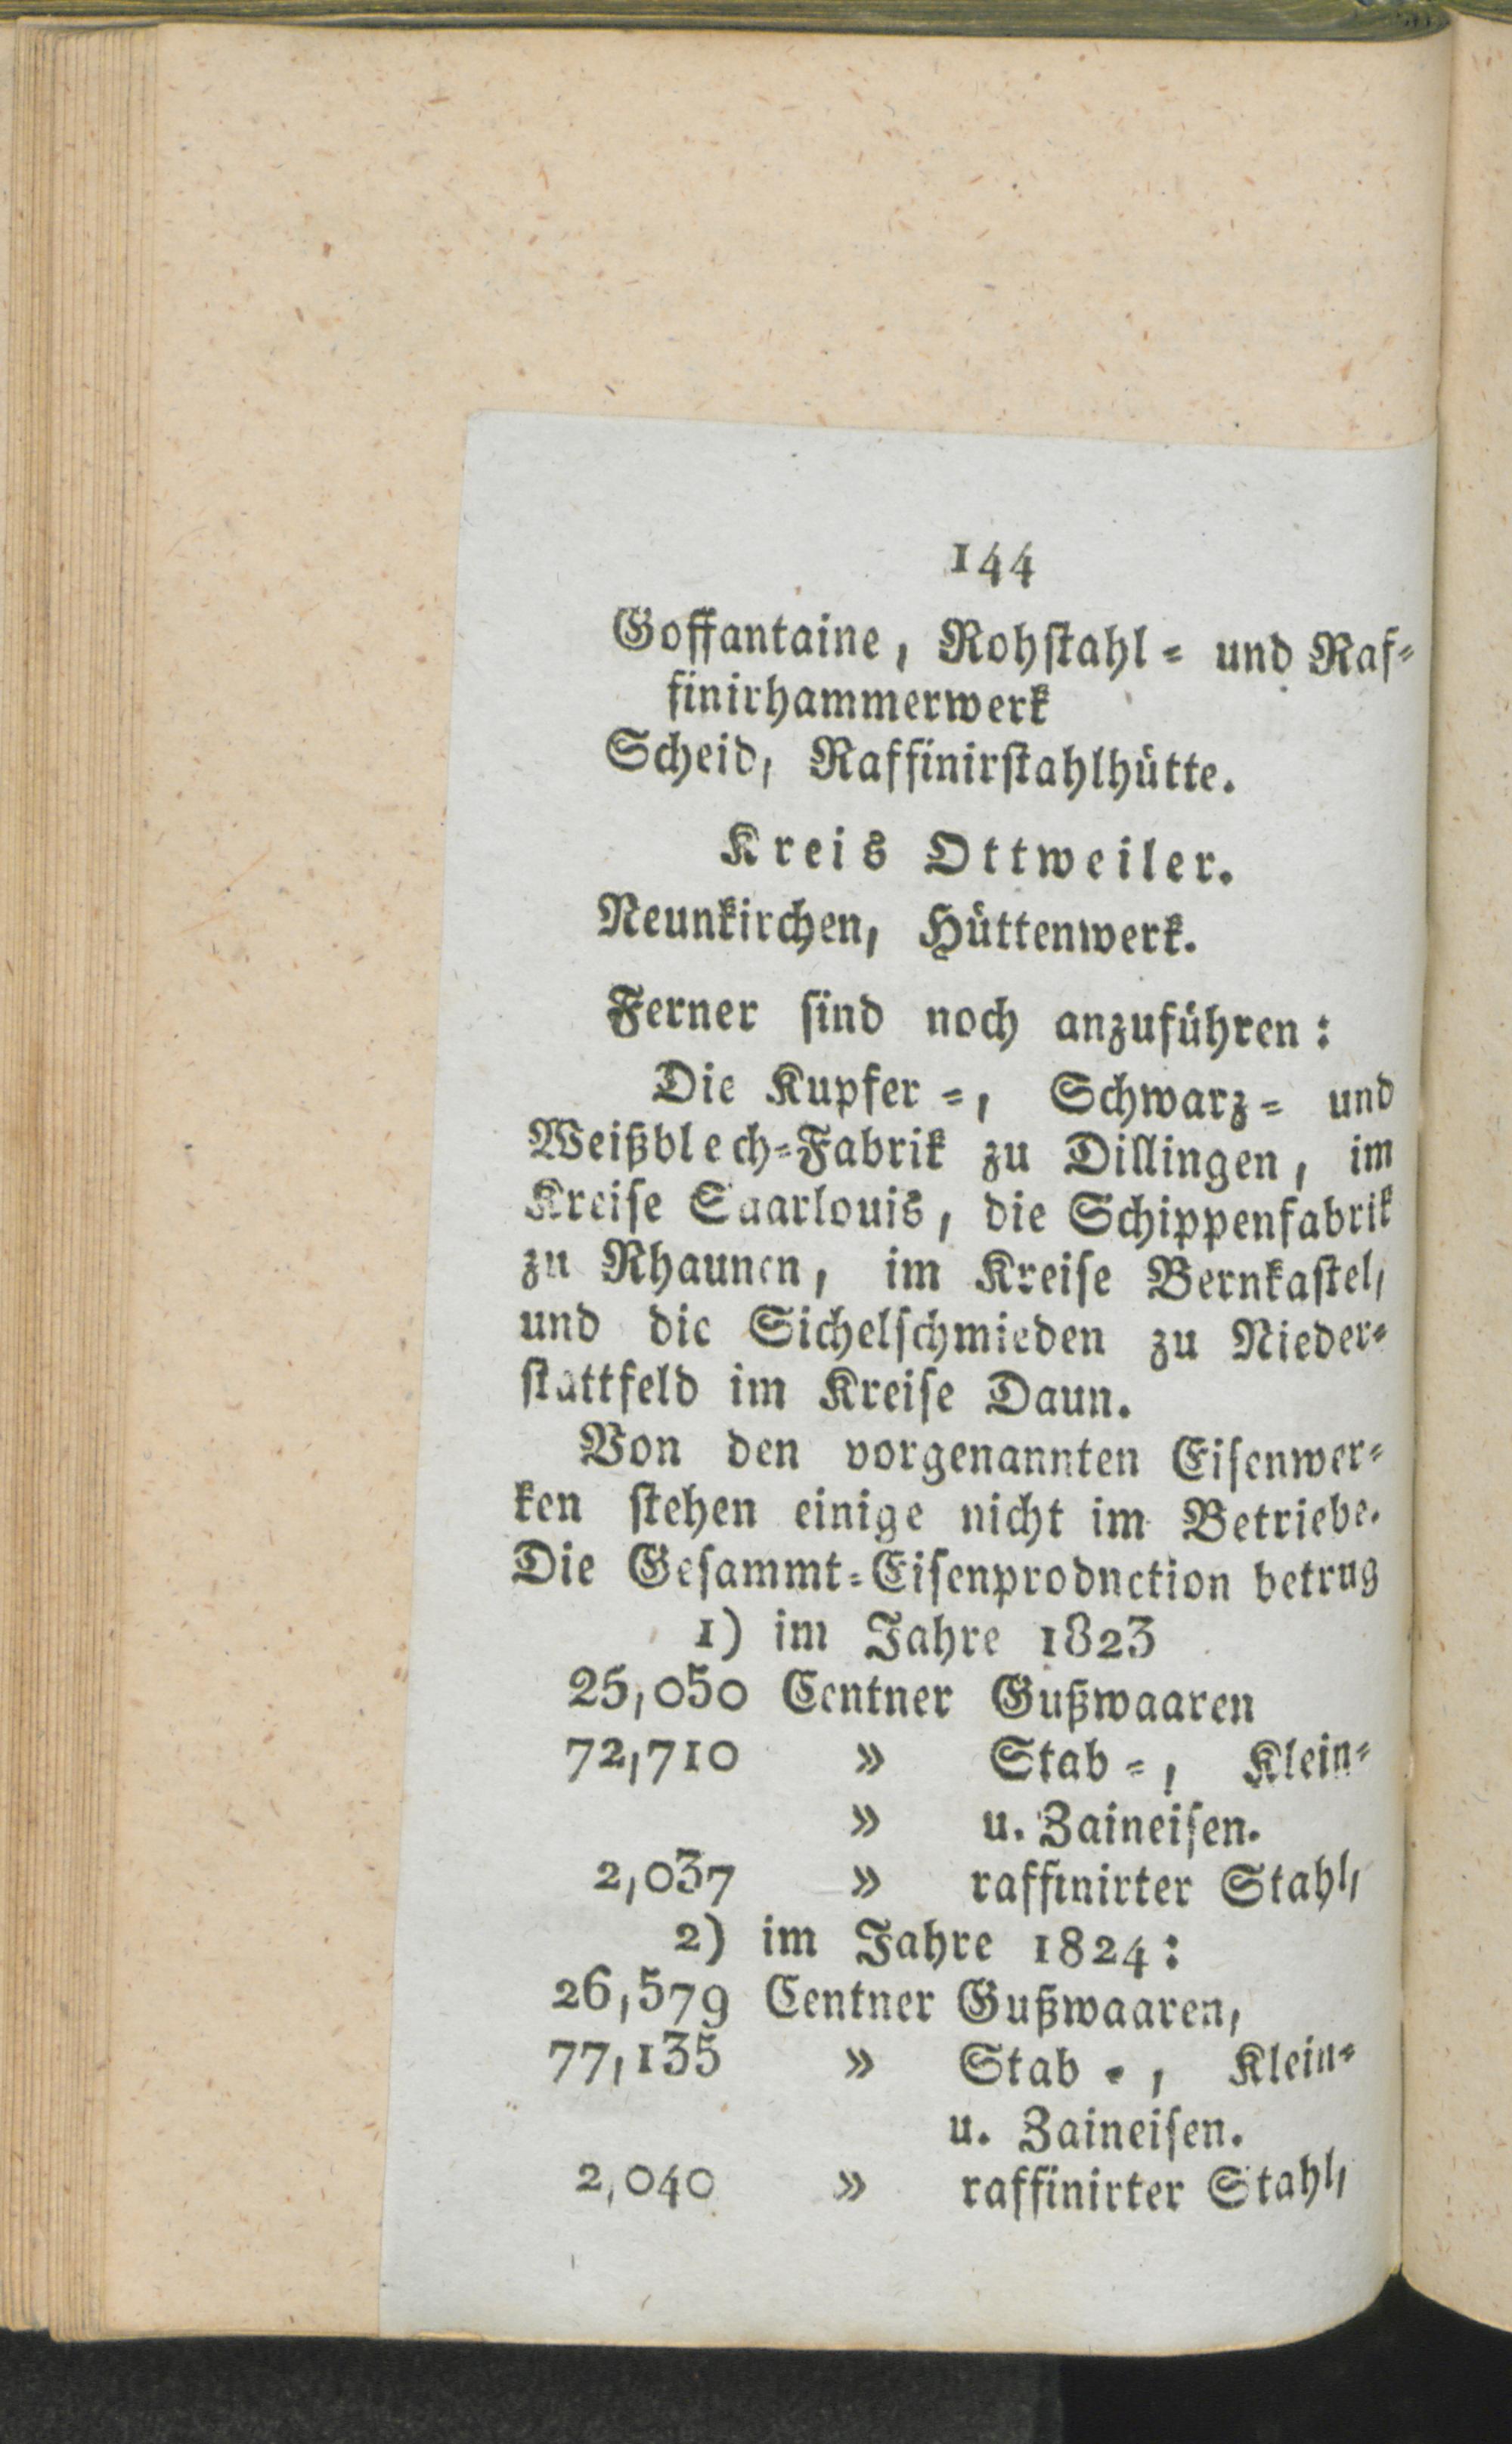 144
Goffantaine, Rohstahl- und Raf-
finirhammerwerk
Scheid, Raffinirstahlhütte.
Kreis Ottweiler.
Neunkirchen, Hüttenwerk.
Ferner sind noch anzuführen:
Die Kupfer-, Schwarz- und
Weißblech-Fabrik zu Dillingen, im
Kreise Saarlouis, die Schippenfabrik
zu Rhaunen, im Kreise Bernkastel,
und die Sichelschmieden zu Nieder-
stattfeld im Kreise Daun.
Von den vorgenannten Eisenwer-
ken stehen einige nicht im Betriebe.
Die Gesammt-Eisenprodnction betrug
1) im Jahre 1823
25,050 Centner Gußwaaren
72,710 » Stab-, Klein-
» u. Zaineisen.
2,037 » raffinirter Stahl,
2) im Jahre 1824:
26,579 Centner Gußwaaren,
77,135 » Stab-, Klein-
u. Zaineisen.
2,040 » raffinirter Stahl,